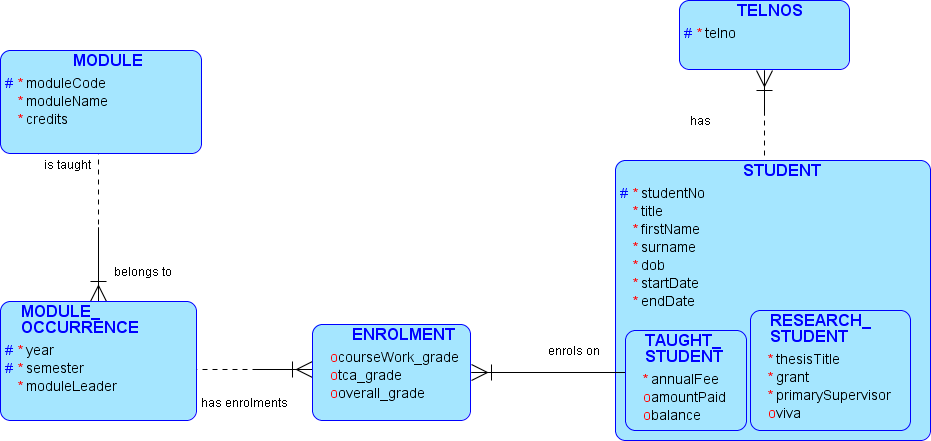 TELNOS
# * telno
has
MODULE
# * moduleCode
* moduleName
* credits
is taught
belongs to
MODULE_
OCCURRENCE
# * year
# * semester
* moduleLeader
has enrolments
ENROLMENT
o courseWork_grade
o tca_grade
o overall_grade
enrols on
STUDENT
# * studentNo
* title
* firstName
* surname
* dob
* startDate
* endDate
TAUGHT_
STUDENT
* annualFee
o amountPaid
o balance
RESEARCH_
STUDENT
* thesisTitle
* grant
* primarySupervisor
o viva